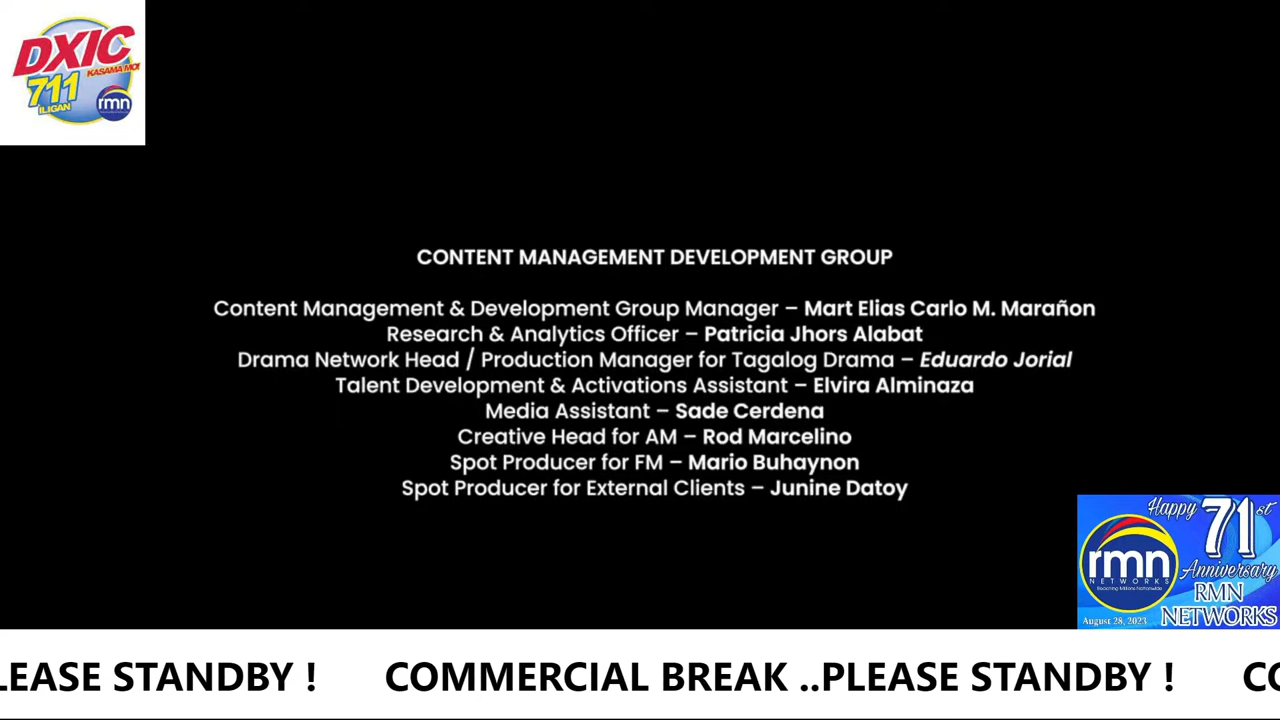 DXIC
KASAMA MO!
711
ILIGAN
rmn
CONTENT MANAGEMENT DEVELOPMENT GROUP
Content Management & Development Group Manager – Mart Elias Carlo M. Marañon
Research & Analytics Officer – Patricia Jhors Alabat
Drama Network Head / Production Manager for Tagalog Drama – Eduardo Jorial
Talent Development & Activations Assistant – Elvira Alminaza
Media Assistant – Sade Cerdena
Creative Head for AM – Rod Marcelino
Spot Producer for FM – Mario Buhaynon
Spot Producer for External Clients – Junine Datoy
Happy 71st
Anniversary
RMN
NETWORKS
rmn
NETWORKS
Reaching Millions Nationwide
August 28, 2023
LEASE STANDBY ! COMMERCIAL BREAK ..PLEASE STANDBY ! CO